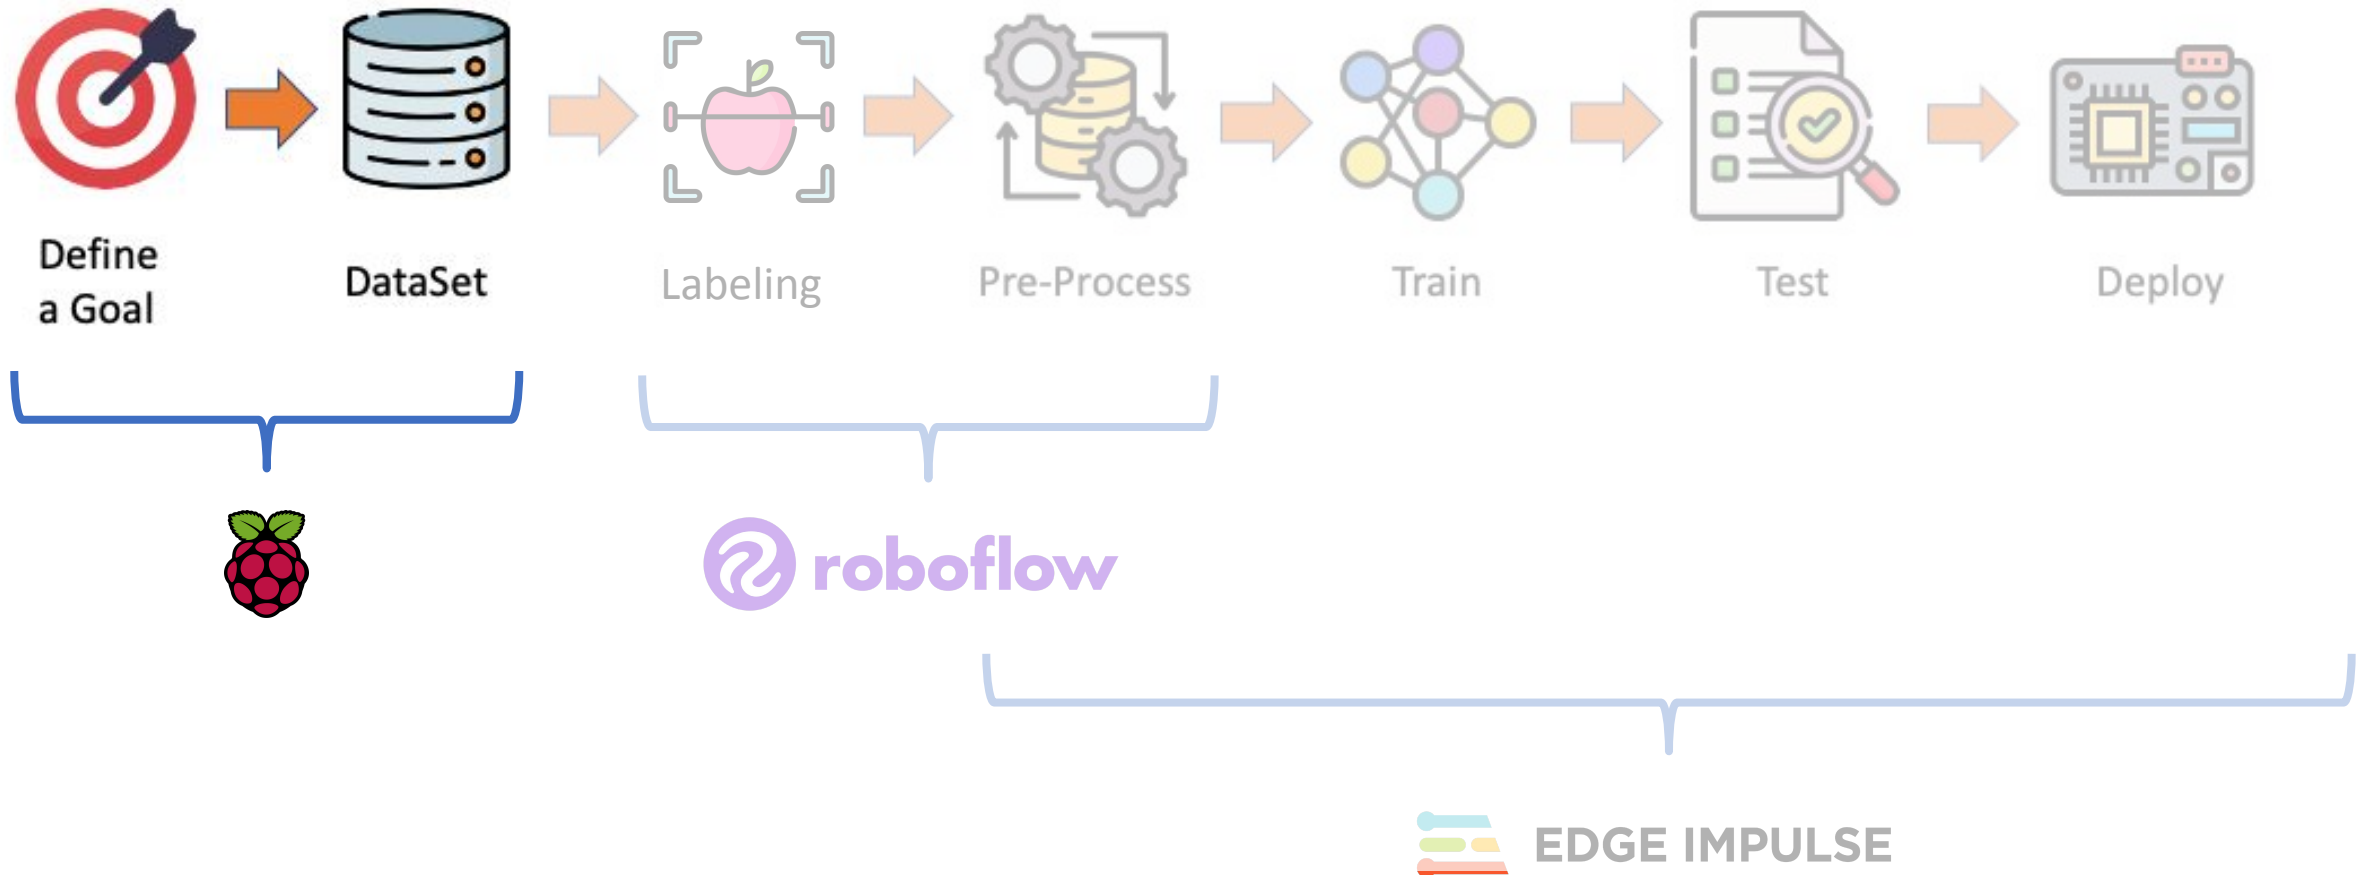 Define
a Goal
DataSet
Labeling
Pre-Process
Train
Test
Deploy
roboflow
EDGE IMPULSE